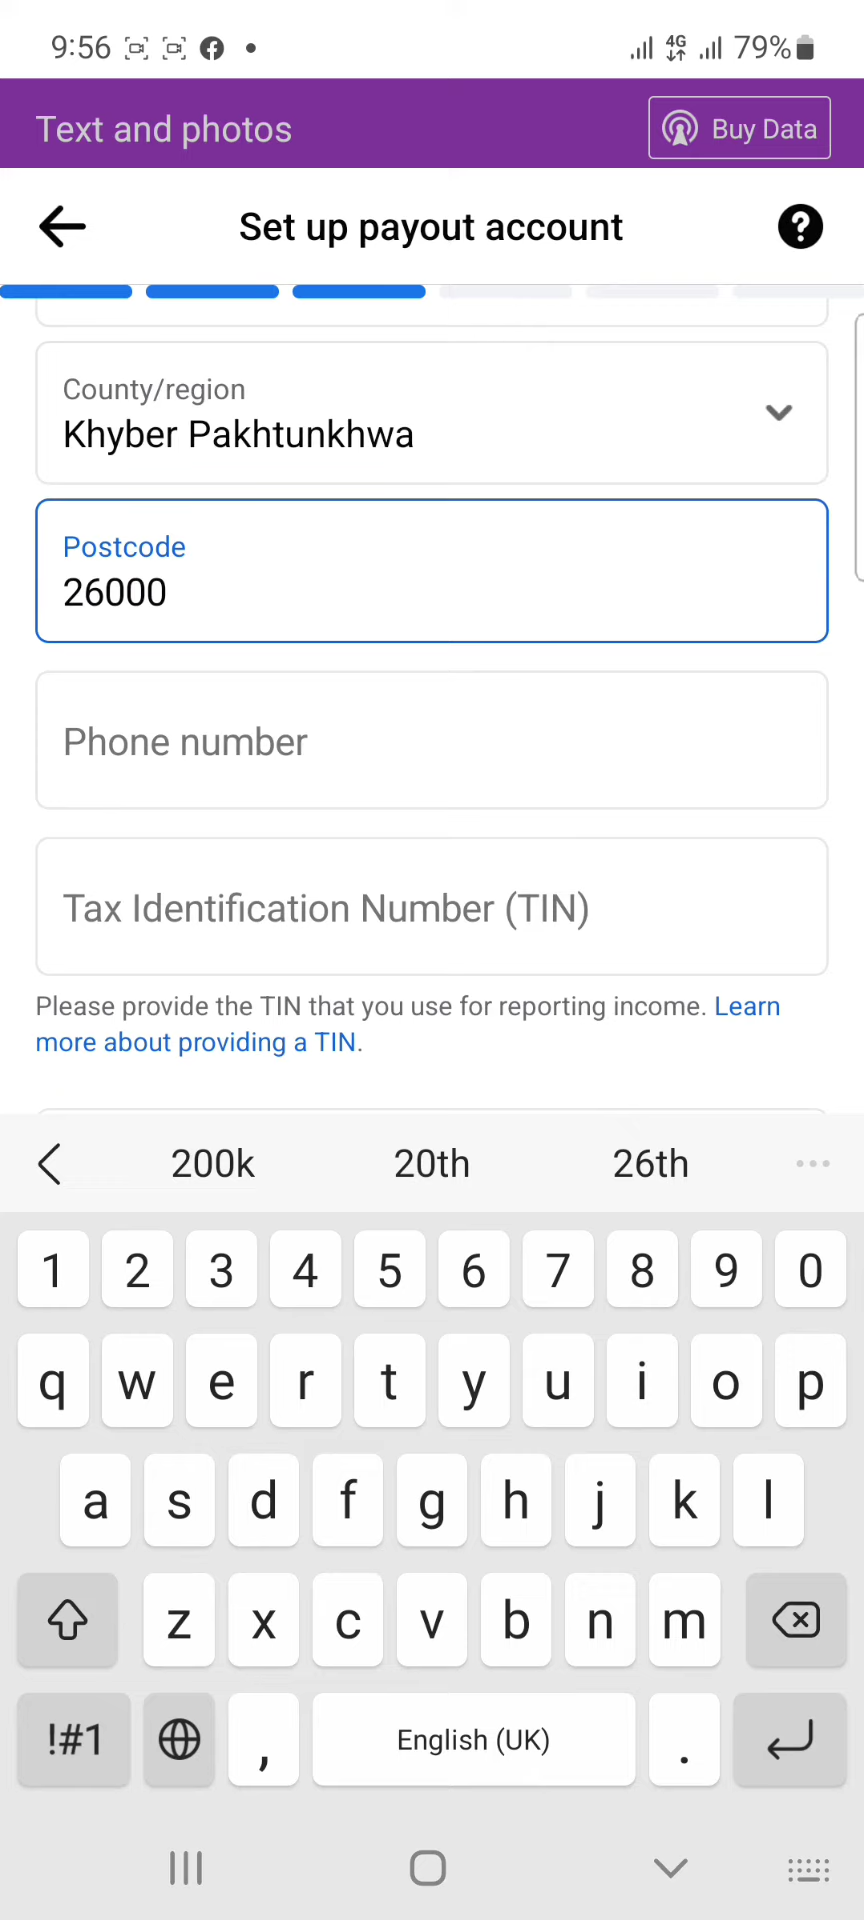 9:56 4G 79%
Text and photos Buy Data
Set up payout account ?
County/region
Khyber Pakhtunkhwa
Postcode
26000
Phone number
Tax Identification Number (TIN)
Please provide the TIN that you use for reporting income. Learn
more about providing a TIN.
200k 20th 26th
1 2 3 4 5 6 7 8 9 0
q w e r t y u i o p
a s d f g h j k l
z x c v b n m
!#1 , English (UK) .